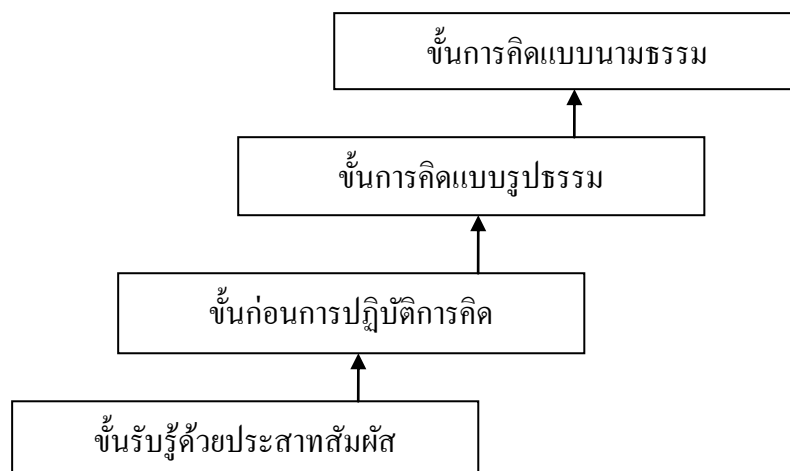 ขั้นการคิดแบบนามธรรม
ขั้นการคิดแบบรูปธรรม
ขั้นก่อนการปฏิบัติการคิด
ขั้นรับรู้ด้วยประสาทสัมผัส